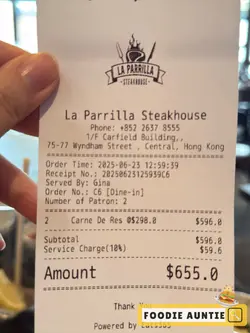 LA PARRILLA
STEAKHOUSE
La Parrilla Steakhouse
Phone: +852 2637 8555
1/F Carfield Building,,
75-77 Wyndham Street , Central, Hong Kong
Order Time: 2025-06-23 12:59:39
Receipt No.: 20250623125939C6
Served By: Gina
Order No.: C6 [Dine-in]
Number of Patron: 2
2 Carne De Res O$298.0 $596.0
Subtotal $596.0
Service Charge(10%) $59.6
Amount $655.0
Thank You
Powered by
FOODIE AUNTIE